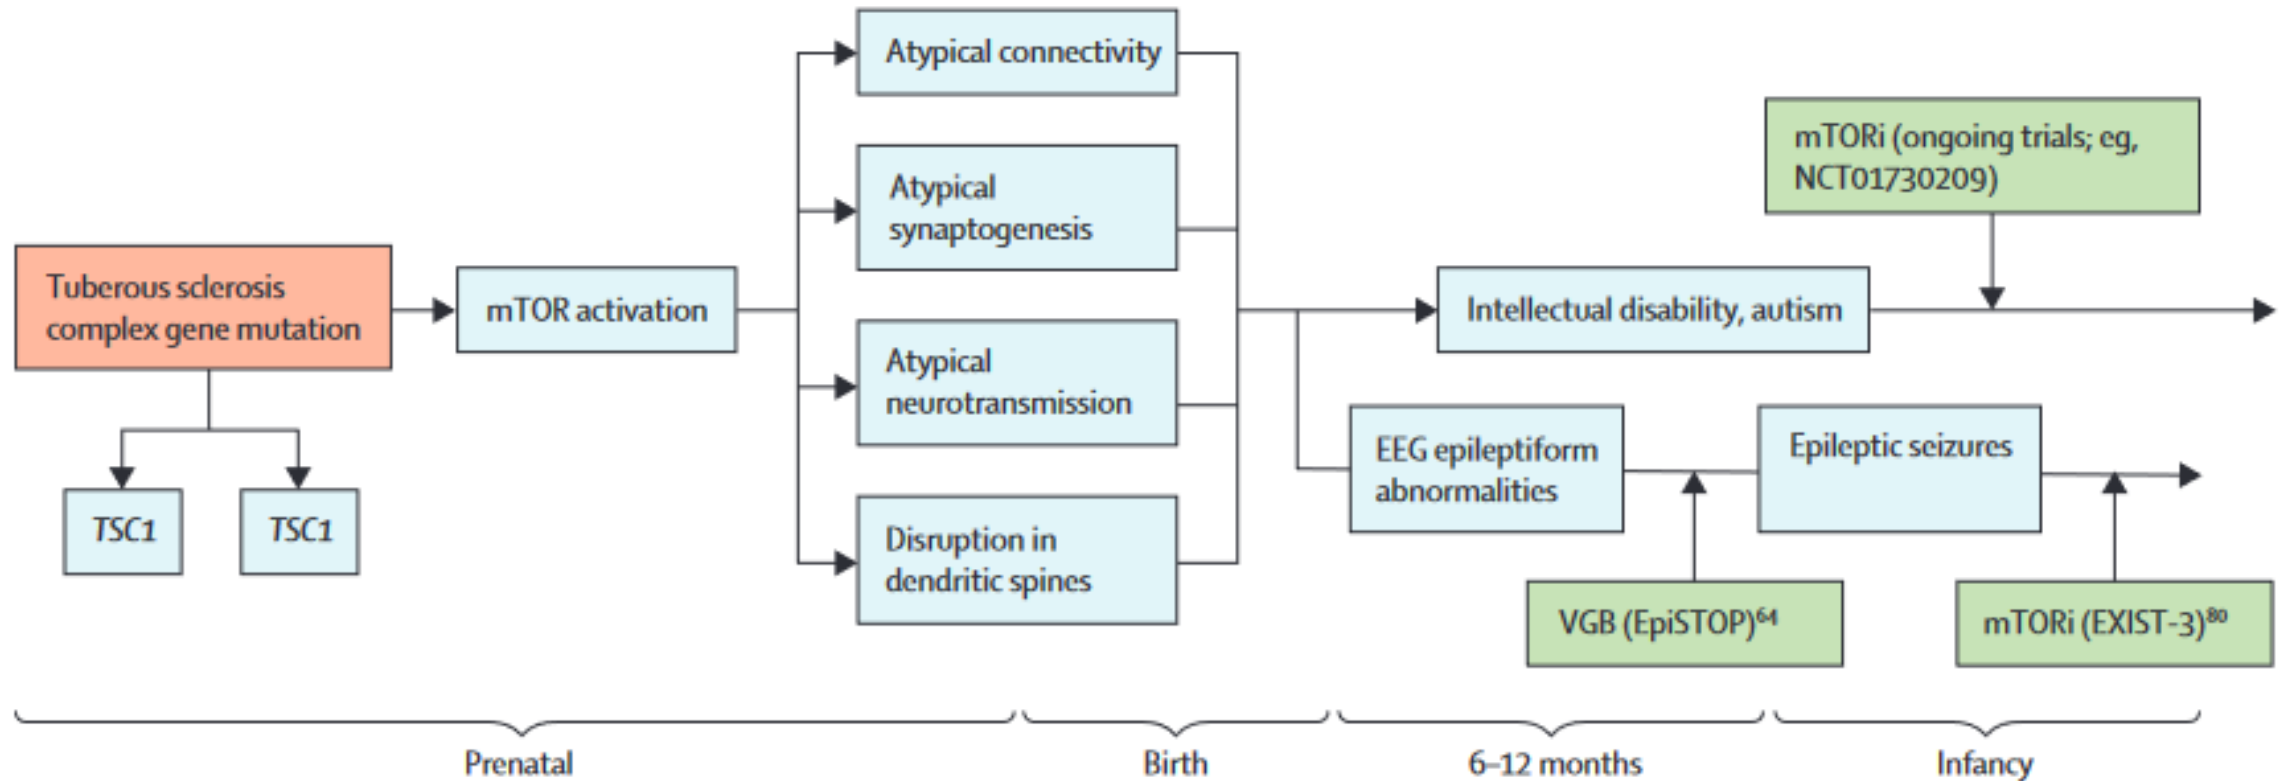 Atypical connectivity
mTORi (ongoing trials; eg,
NCT01730209)
Atypical
synaptogenesis
Tuberous sclerosis
complex gene mutation
mTOR activation
Intellectual disability, autism
Atypical
neurotransmission
EEG epileptiform
abnormalities
Epileptic seizures
TSC1
TSC1
Disruption in
dendritic spines
VGB (EpiSTOP)⁶⁴
mTORi (EXIST-3)⁸⁰
Prenatal
Birth
6–12 months
Infancy